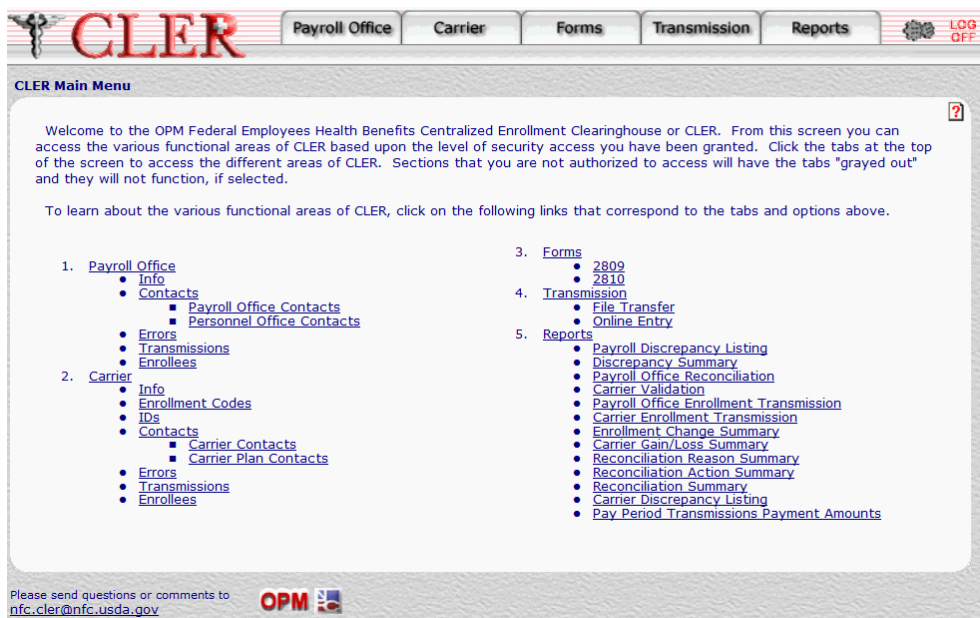 CLER
Payroll Office
Carrier
Forms
Transmission
Reports
LOG
OFF
CLER Main Menu
?
Welcome to the OPM Federal Employees Health Benefits Centralized Enrollment Clearinghouse or CLER. From this screen you can
access the various functional areas of CLER based upon the level of security access you have been granted. Click the tabs at the top
of the screen to access the different areas of CLER. Sections that you are not authorized to access will have the tabs "grayed out"
and they will not function, if selected.
To learn about the various functional areas of CLER, click on the following links that correspond to the tabs and options above.
1. Payroll Office
• Info
• Contacts
▪ Payroll Office Contacts
▪ Personnel Office Contacts
• Errors
• Transmissions
• Enrollees
2. Carrier
• Info
• Enrollment Codes
• IDs
• Contacts
▪ Carrier Contacts
▪ Carrier Plan Contacts
• Errors
• Transmissions
• Enrollees
3. Forms
• 2809
• 2810
4. Transmission
• File Transfer
• Online Entry
5. Reports
• Payroll Discrepancy Listing
• Discrepancy Summary
• Payroll Office Reconciliation
• Carrier Validation
• Payroll Office Enrollment Transmission
• Carrier Enrollment Transmission
• Enrollment Change Summary
• Carrier Gain/Loss Summary
• Reconciliation Reason Summary
• Reconciliation Action Summary
• Reconciliation Summary
• Carrier Discrepancy Listing
• Pay Period Transmissions Payment Amounts
Please send questions or comments to
nfc.cler@nfc.usda.gov
OPM